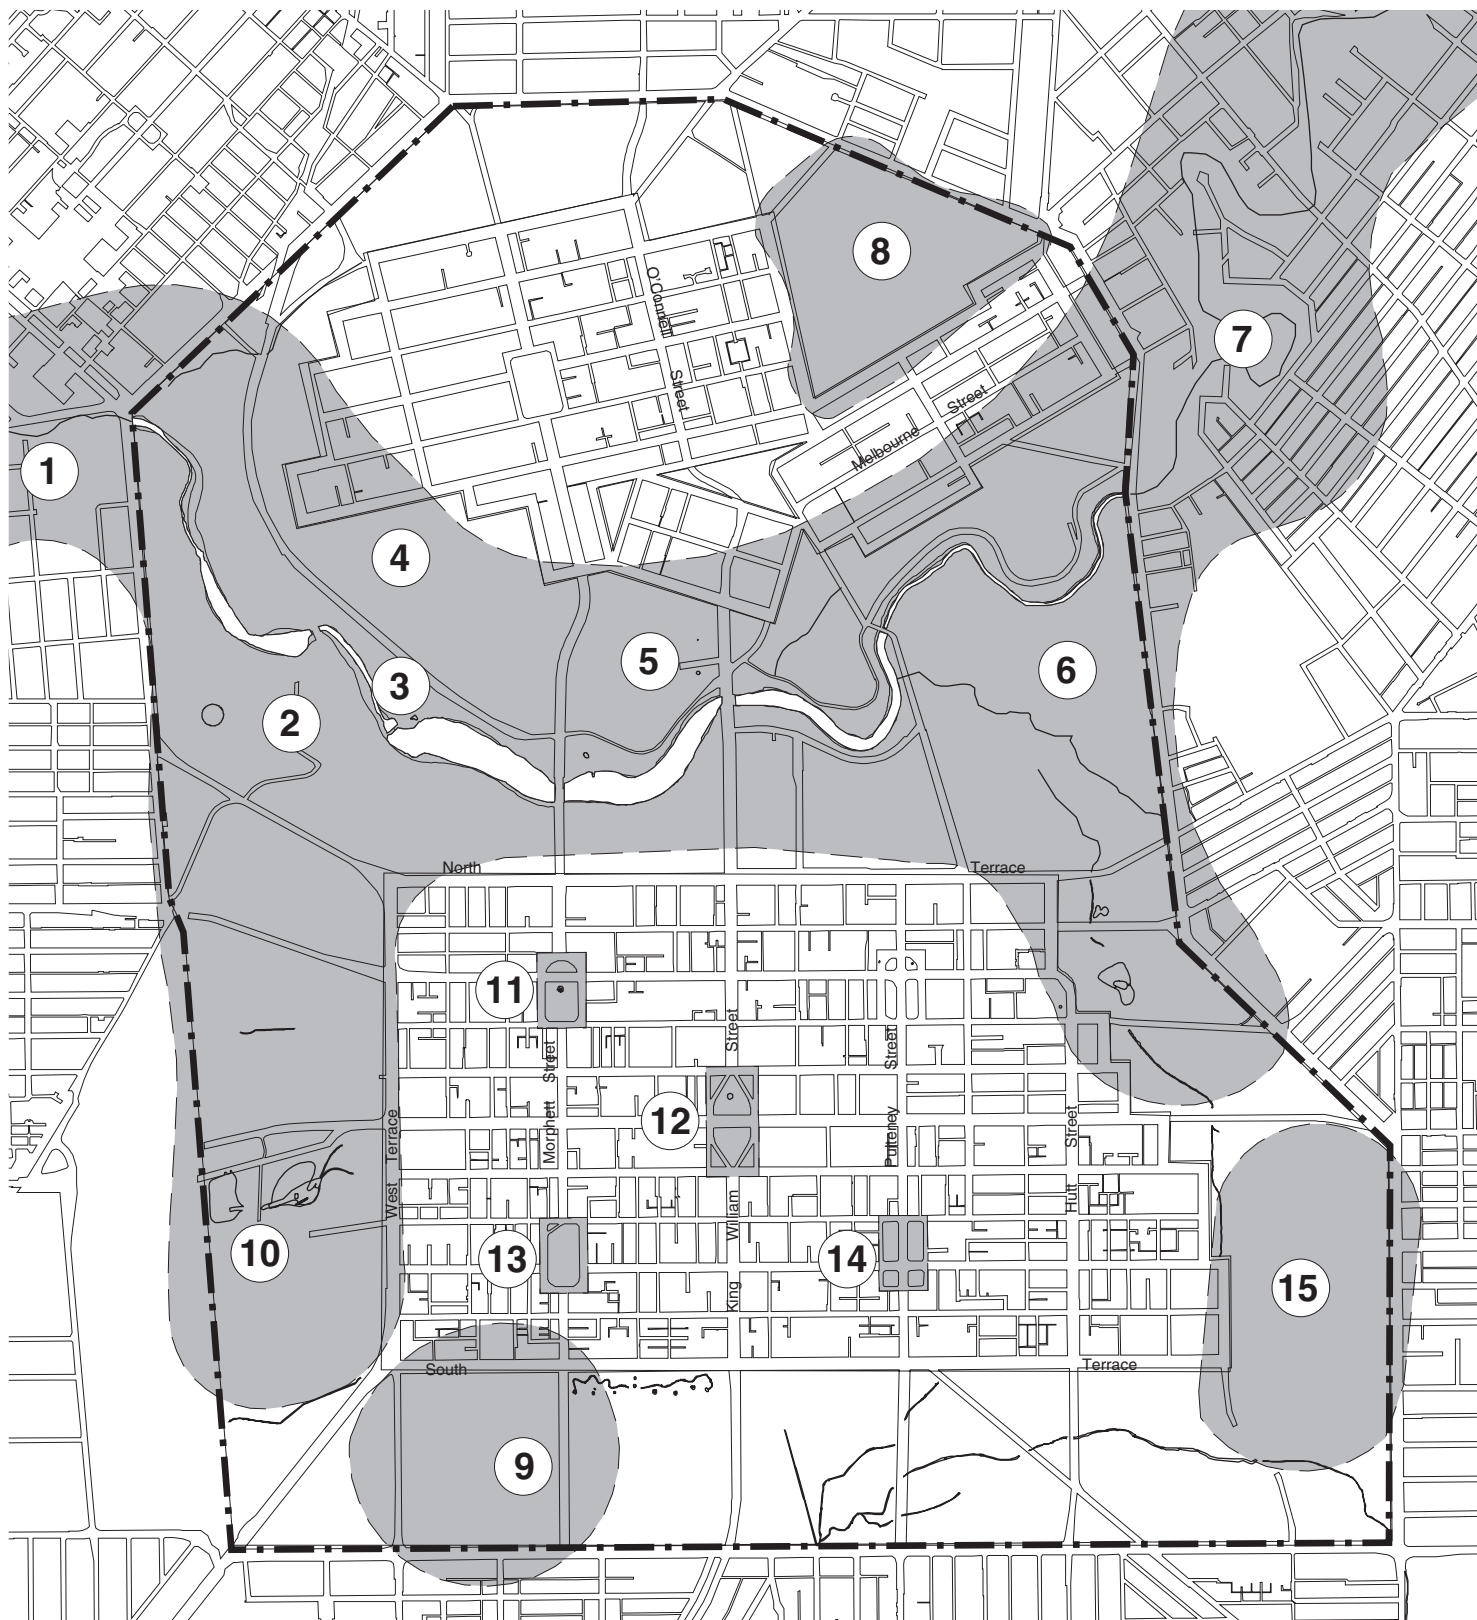 8
O'Connell
Street
7
Street
Melbourne
1
4
5
6
3
2
North
Terrace
11
Street
Morphett
Street
12
Street
Pulteney
Terrace
West
Street
Hutt
William
King
10
13
14
15
South
Terrace
9